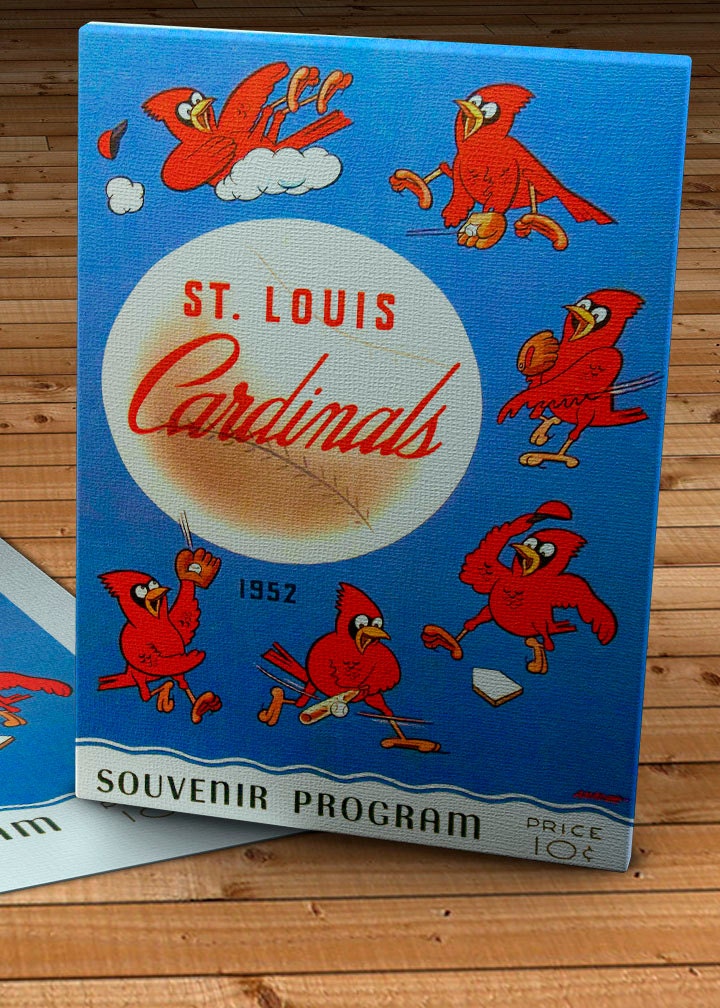 ST. LOUIS
Cardinals
1952
SOUVENIR PROGRAM
PRICE
10¢